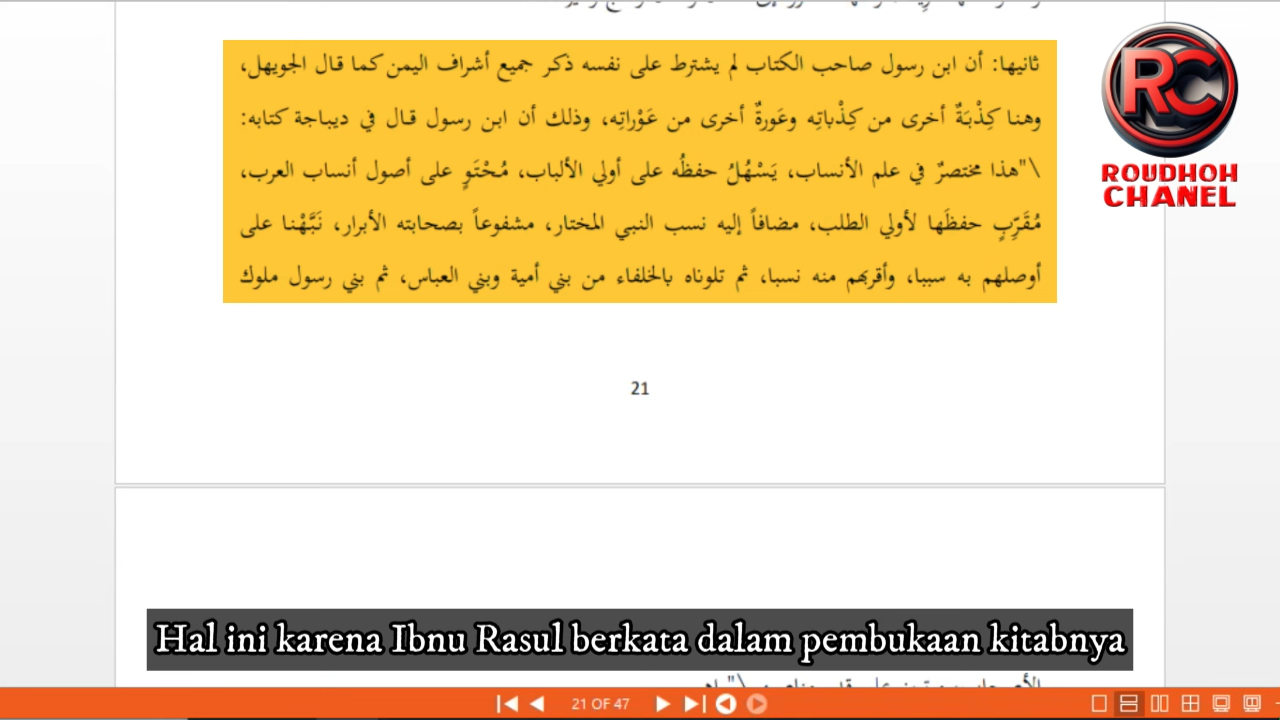 ثانيها: أن ابن رسول صاحب الكتاب لم يشترط على نفسه ذكر جميع أشراف اليمن كما قال الجويهل،
وهنا كِذْبَةٌ أخرى من كِذْباتِه وعَورةٌ أخرى من عَوْراتِه، وذلك أن ابن رسول قال في ديباجة كتابه:
\"هذا مختصرٌ في علم الأنساب، يَسْهُلُ حفظُه على أولي الألباب، مُحْتَوٍ على أصول أنساب العرب،
مُقَرِّبٍ حفظَها لأولي الطلب، مضافاً إليه نسب النبي المختار، مشفوعاً بصحابته الأبرار، نَبَّهْنا على
أوصلهم به سببا، وأقربهم منه نسبا، ثم تلوناه بالخلفاء من بني أمية وبني العباس، ثم بني رسول ملوك
RC
ROUDHOH
CHANEL
21
Hal ini karena Ibnu Rasul berkata dalam pembukaan kitabnya
21 OF 47